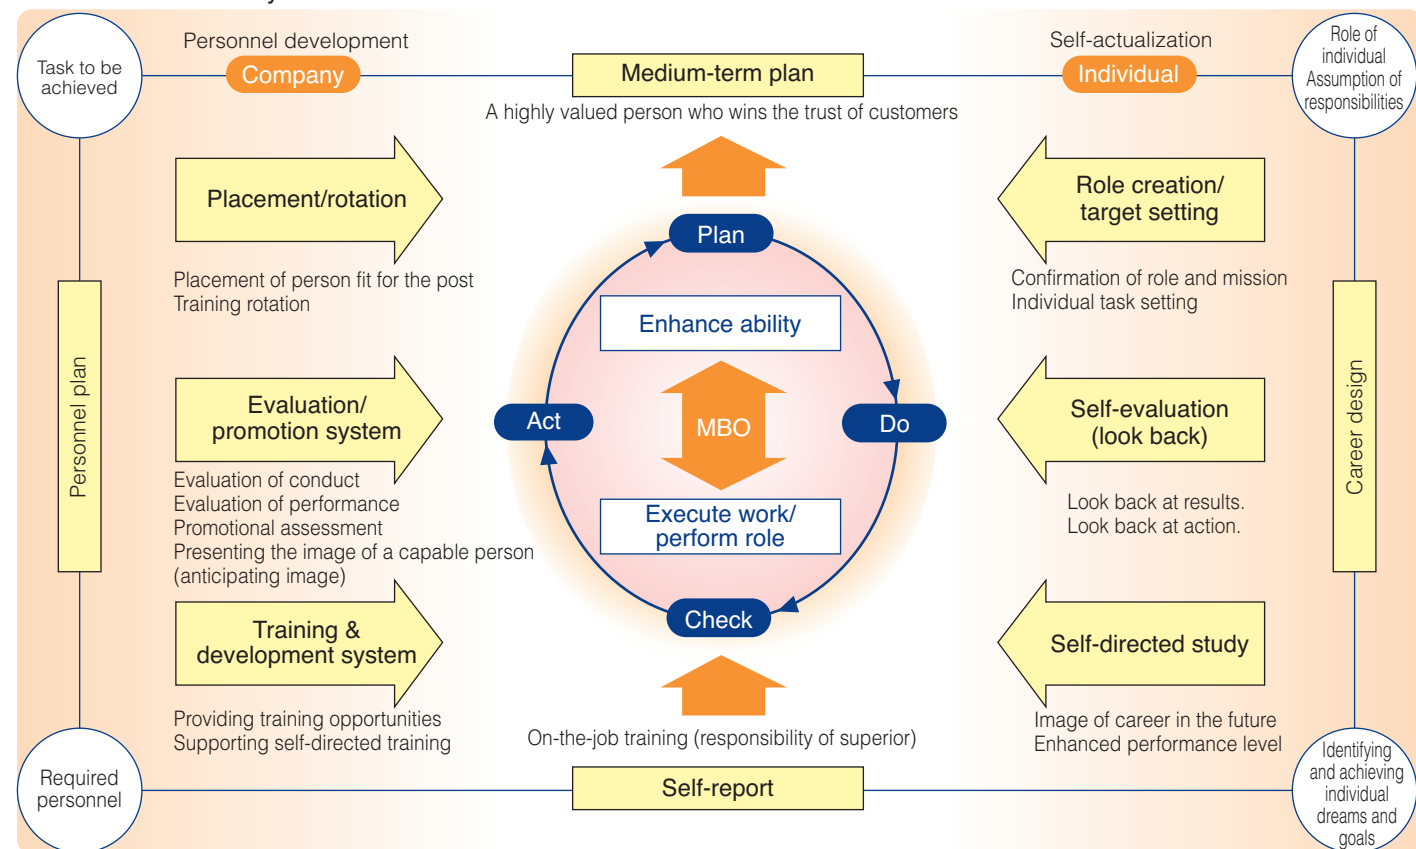 Task to be
achieved
Personnel development
Company
Medium-term plan
A highly valued person who wins the trust of customers
Self-actualization
Individual
Role of
individual
Assumption of
responsibilities
Placement/rotation
Placement of person fit for the post
Training rotation
Evaluation/
promotion system
Evaluation of conduct
Evaluation of performance
Promotional assessment
Presenting the image of a capable person
(anticipating image)
Training &
development system
Providing training opportunities
Supporting self-directed training
Personnel plan
Plan
Enhance ability
Act
MBO
Do
Execute work/
perform role
Check
On-the-job training (responsibility of superior)
Role creation/
target setting
Confirmation of role and mission
Individual task setting
Self-evaluation
(look back)
Look back at results.
Look back at action.
Self-directed study
Image of career in the future
Enhanced performance level
Career design
Required
personnel
Self-report
Identifying
and achieving
individual
dreams and
goals